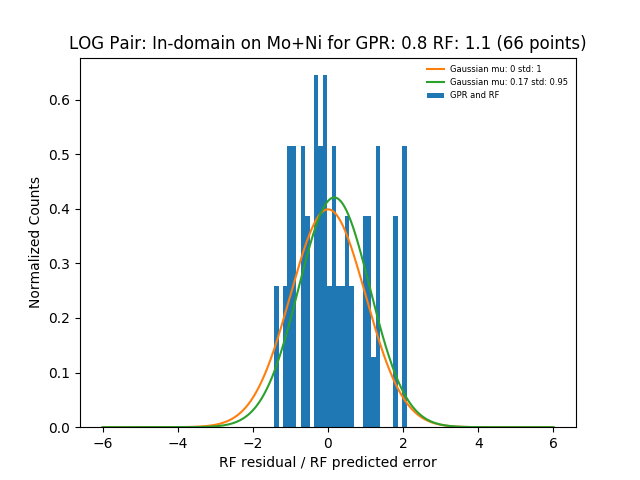 LOG Pair: In-domain on Mo+Ni for GPR: 0.8 RF: 1.1 (66 points)
Gaussian mu: 0 std: 1
Gaussian mu: 0.17 std: 0.95
GPR and RF
Normalized Counts
0.6
0.5
0.4
0.3
0.2
0.1
0.0
−6 −4 −2 0 2 4 6
RF residual / RF predicted error